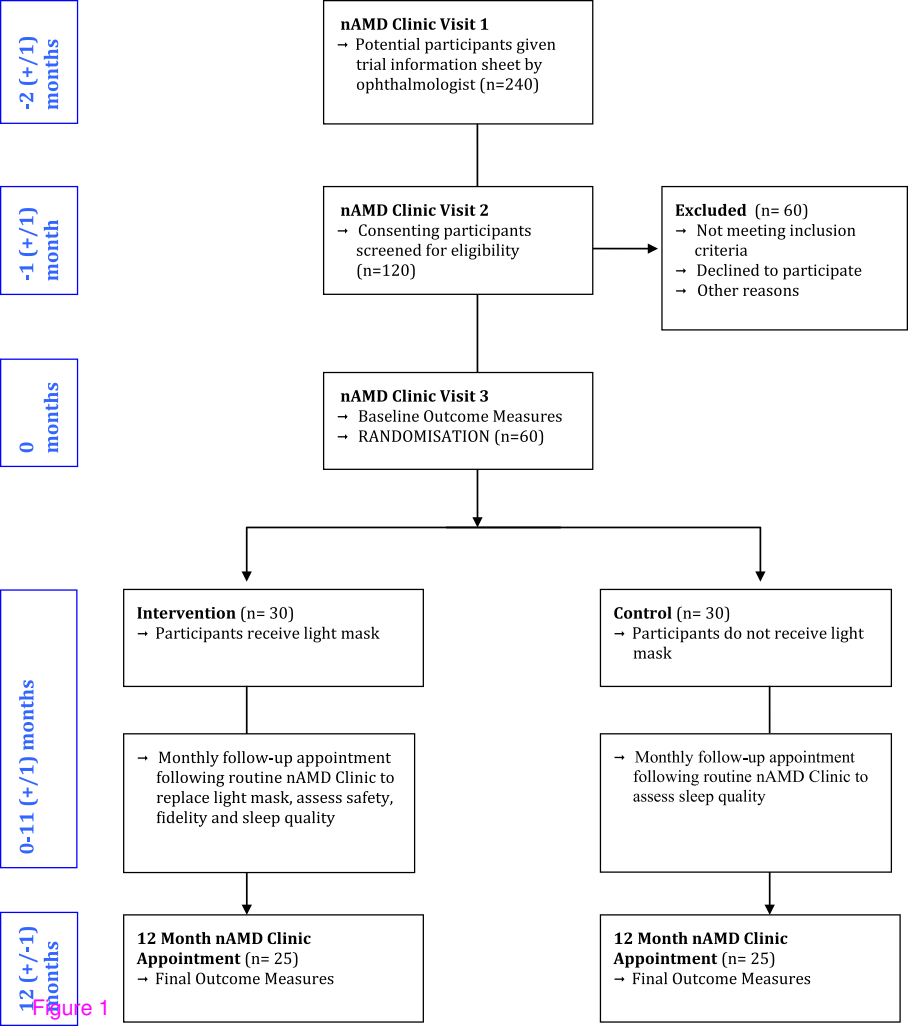 -2 (+/1)
months
nAMD Clinic Visit 1
→ Potential participants given
trial information sheet by
ophthalmologist (n=240)
-1 (+/1)
month
nAMD Clinic Visit 2
→ Consenting participants
screened for eligibility
(n=120)
Excluded (n= 60)
→ Not meeting inclusion
criteria
→ Declined to participate
→ Other reasons
0
months
nAMD Clinic Visit 3
→ Baseline Outcome Measures
→ RANDOMISATION (n=60)
0-11 (+/1) months
Intervention (n= 30)
→ Participants receive light mask
Control (n= 30)
→ Participants do not receive light
mask
→ Monthly follow-up appointment
following routine nAMD Clinic to
replace light mask, assess safety,
fidelity and sleep quality
→ Monthly follow-up appointment
following routine nAMD Clinic to
assess sleep quality
12 (+/-1)
months
12 Month nAMD Clinic
Appointment (n= 25)
→ Final Outcome Measures
12 Month nAMD Clinic
Appointment (n= 25)
→ Final Outcome Measures
Figure 1